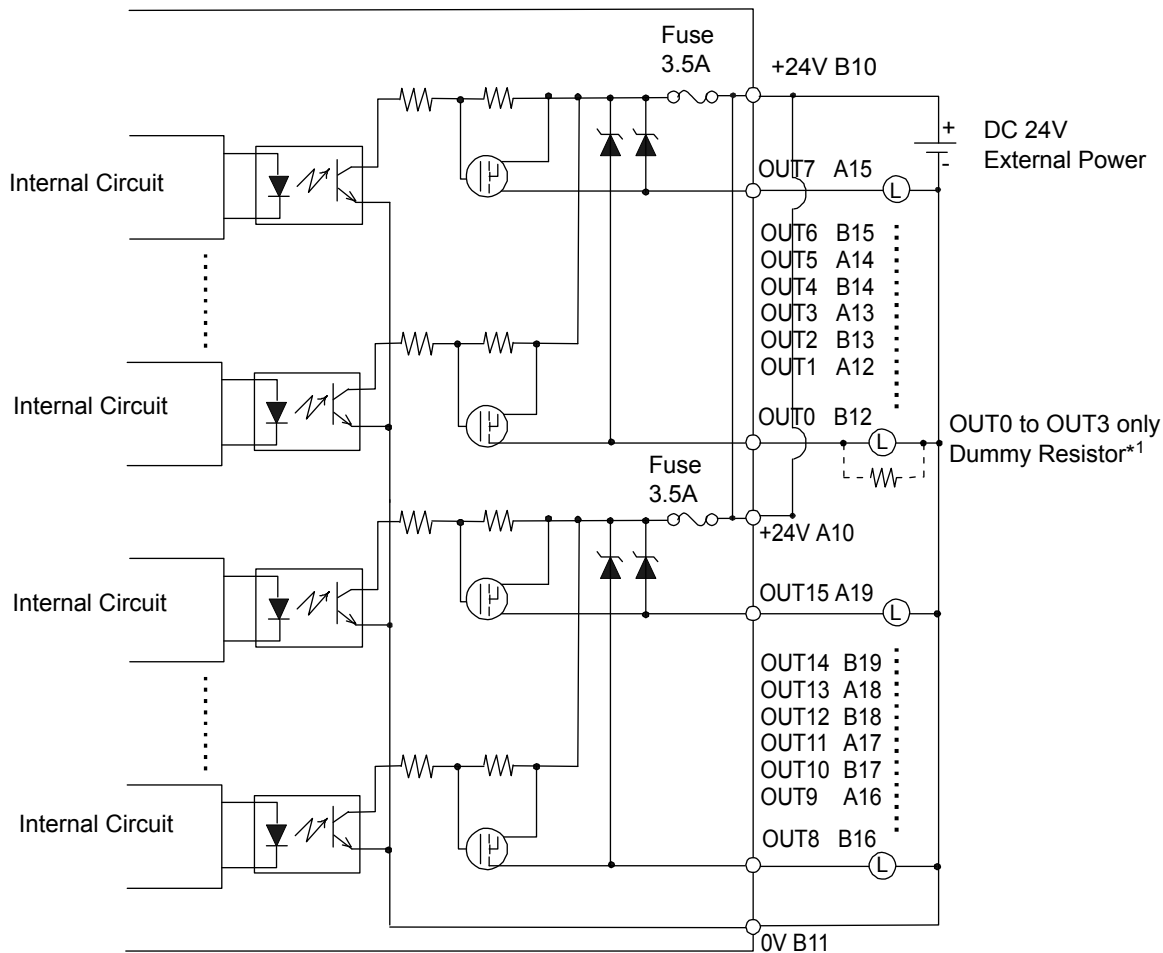 Fuse
3.5A
+24V B10
+
DC 24V
-
External Power
Internal Circuit
OUT7 A15
L
OUT6 B15
OUT5 A14
OUT4 B14
OUT3 A13
OUT2 B13
OUT1 A12
Internal Circuit
OUT0 B12
L
OUT0 to OUT3 only
Dummy Resistor*1
Fuse
3.5A
+24V A10
Internal Circuit
OUT15 A19
L
OUT14 B19
OUT13 A18
OUT12 B18
OUT11 A17
OUT10 B17
OUT9 A16
Internal Circuit
OUT8 B16
L
0V B11